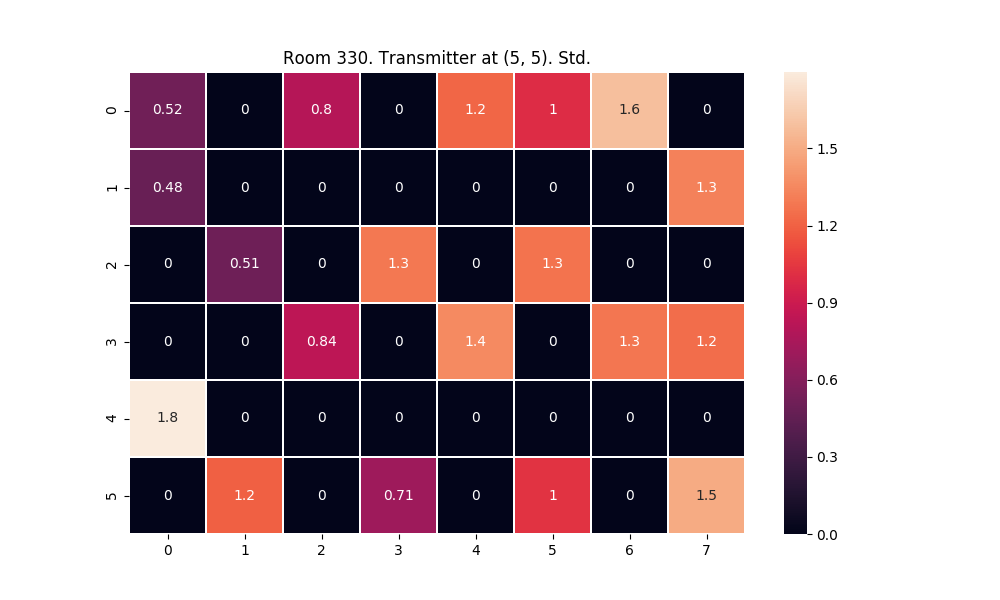 Room 330. Transmitter at (5, 5). Std.
0 0.52 0 0.8 0 1.2 1 1.6 0
1 0.48 0 0 0 0 0 0 1.3
2 0 0.51 0 1.3 0 1.3 0 0
3 0 0 0.84 0 1.4 0 1.3 1.2
4 1.8 0 0 0 0 0 0 0
5 0 1.2 0 0.71 0 1 0 1.5
0 1 2 3 4 5 6 7
1.5
1.2
0.9
0.6
0.3
0.0